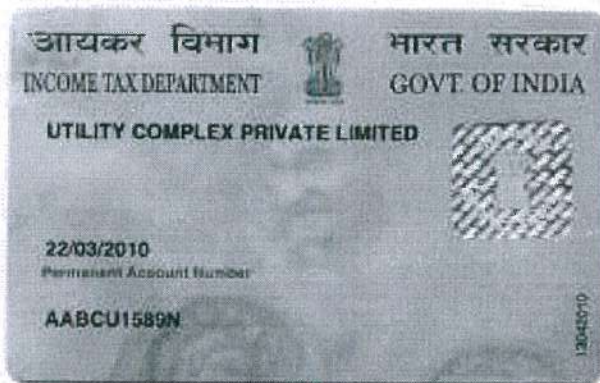 आयकर विभाग
भारत सरकार
INCOME TAX DEPARTMENT
GOVT. OF INDIA
UTILITY COMPLEX PRIVATE LIMITED
22/03/2010
Permanent Account Number
AABCU1589N
13042010